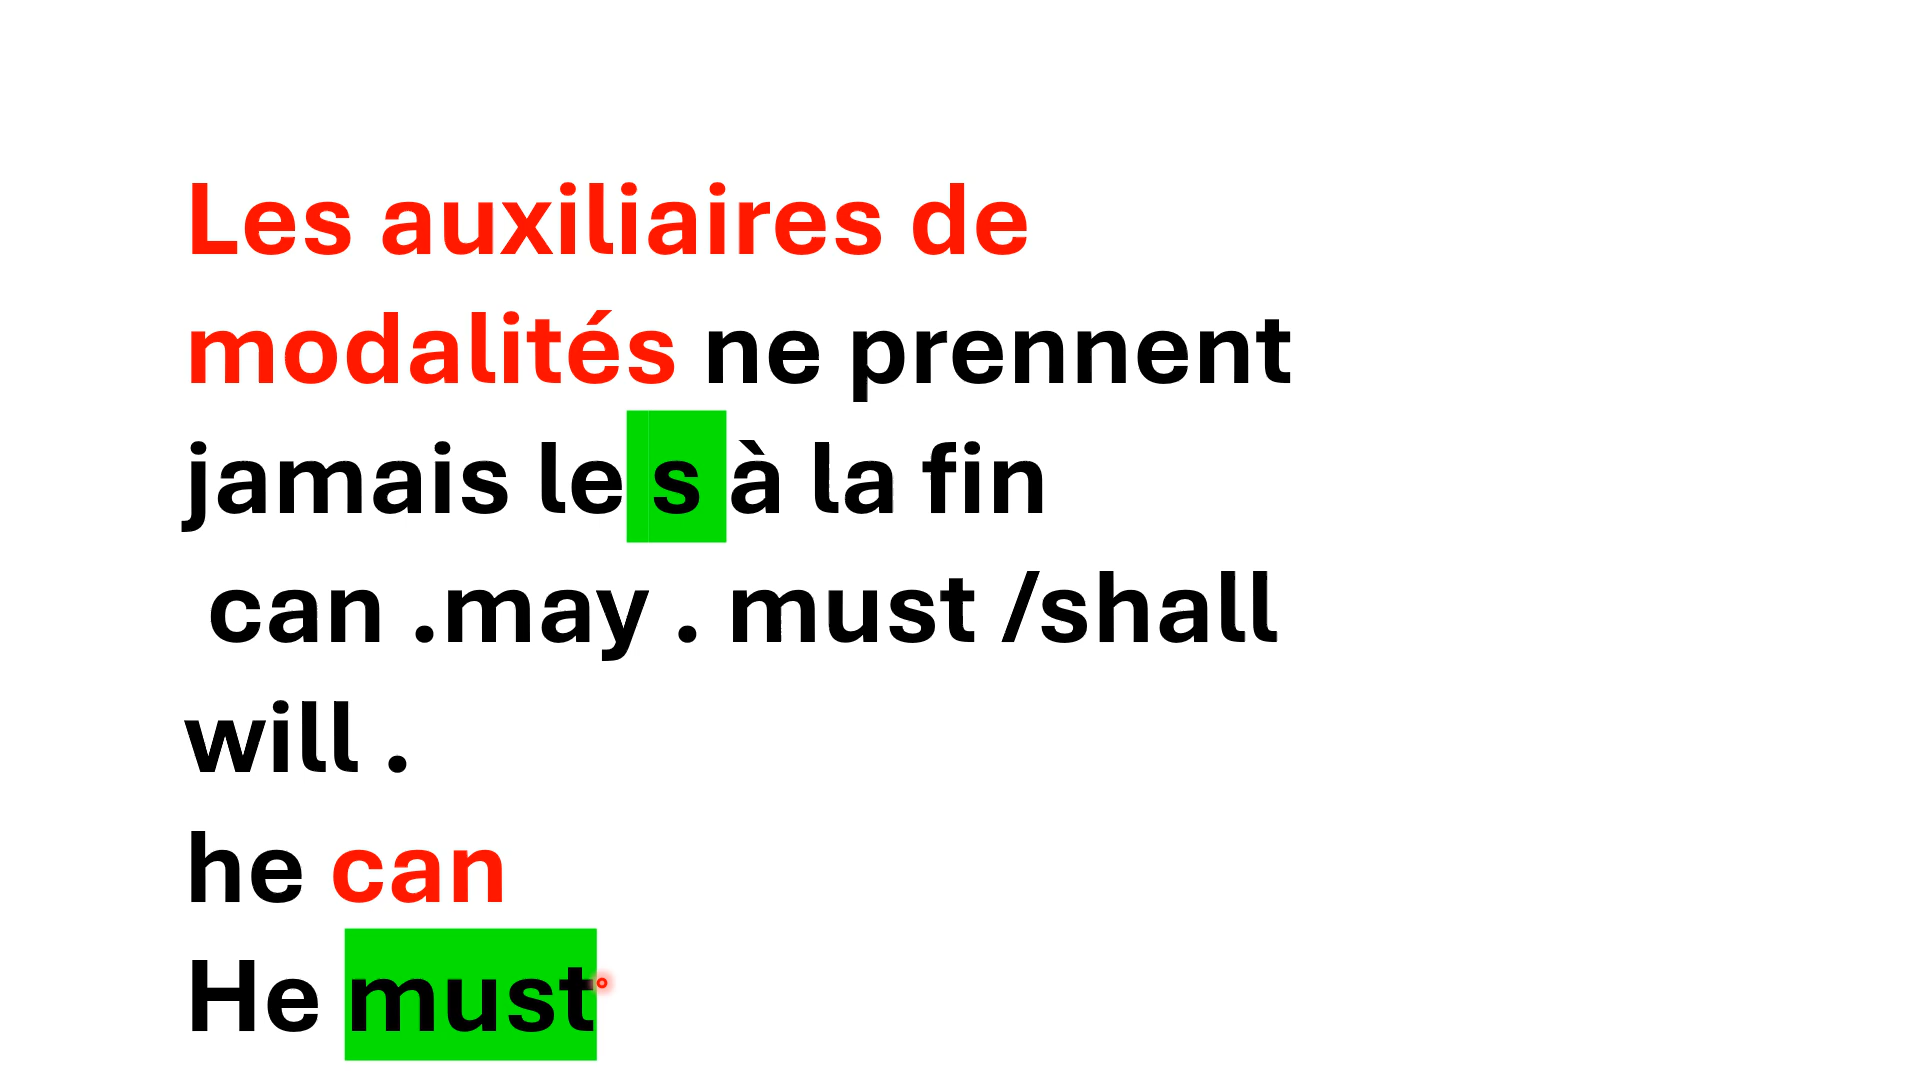 Les auxiliaires de
modalités ne prennent
jamais le s à la fin
can .may . must /shall
will .
he can
He must